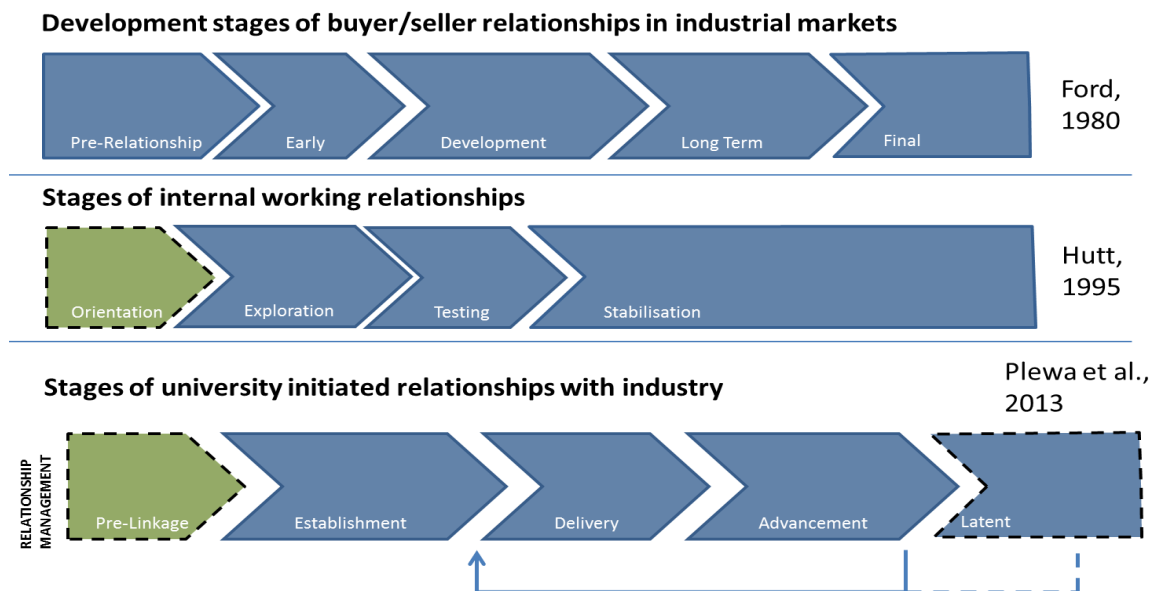 Development stages of buyer/seller relationships in industrial markets
Pre-Relationship
Early
Development
Long Term
Final
Ford,
1980
Stages of internal working relationships
Orientation
Exploration
Testing
Stabilisation
Hutt,
1995
Stages of university initiated relationships with industry
Plewa et al.,
2013
RELATIONSHIP
MANAGEMENT
Pre-Linkage
Establishment
Delivery
Advancement
Latent